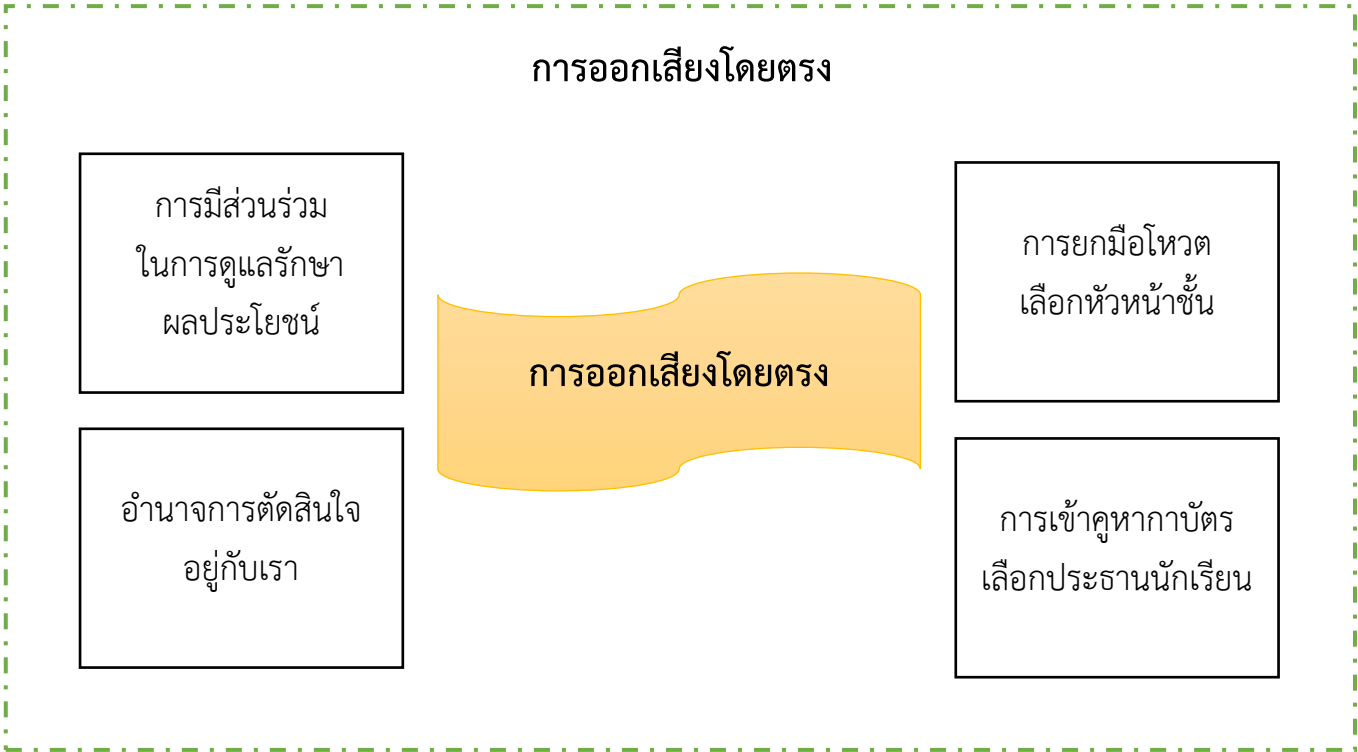 การออกเสียงโดยตรง
การมีส่วนร่วม
ในการดูแลรักษา
ผลประโยชน์
อำนาจการตัดสินใจ
อยู่กับเรา
การออกเสียงโดยตรง
การยกมือโหวต
เลือกหัวหน้าชั้น
การเข้าคูหากาบัตร
เลือกประธานนักเรียน